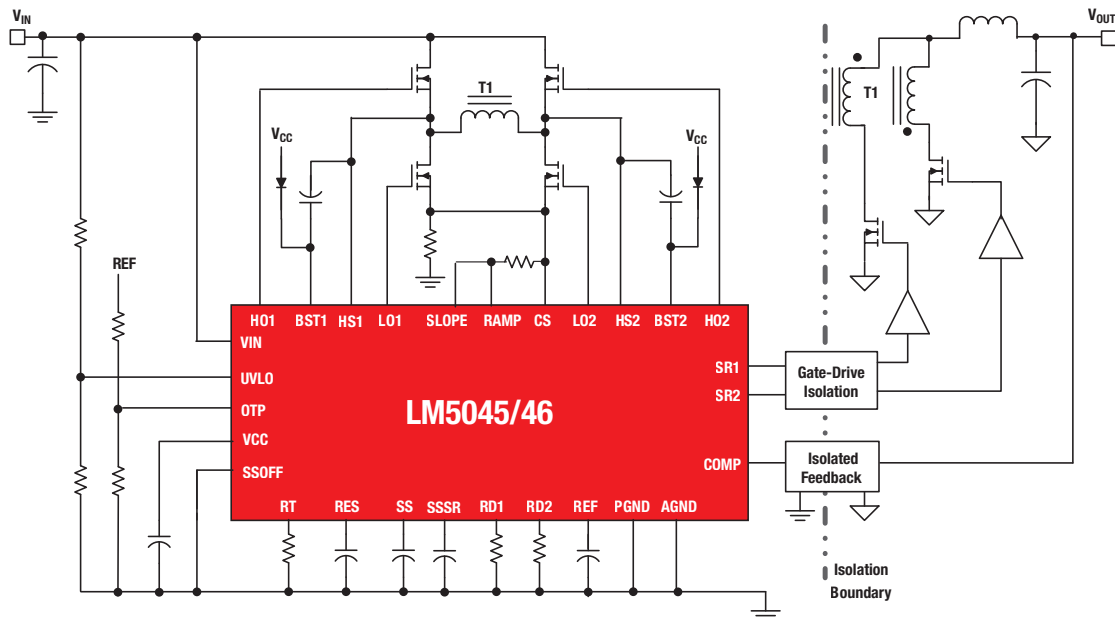 VIN
VOUT
T1
T1
VCC
VCC
REF
HO1
BST1
HS1
LO1
SLOPE
RAMP
CS
LO2
HS2
BST2
HO2
VIN
UVLO
OTP
VCC
SSOFF
LM5045/46
SR1
SR2
COMP
Gate-Drive
Isolation
Isolated
Feedback
RT
RES
SS
SSSR
RD1
RD2
REF
PGND
AGND
Isolation
Boundary